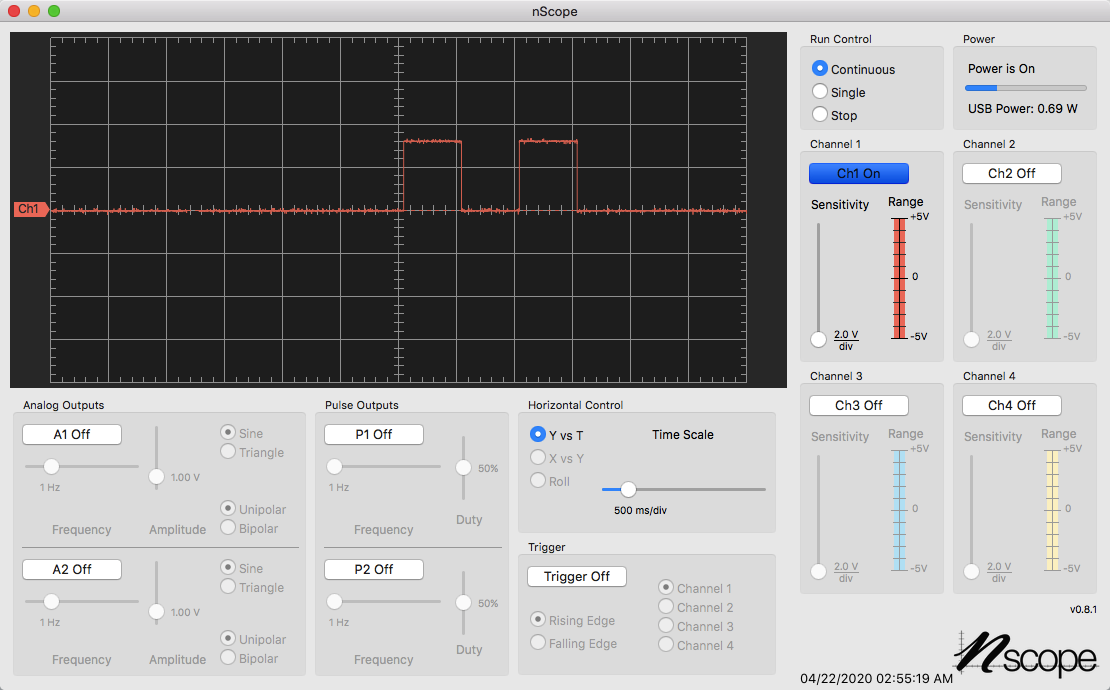 nScope
Ch1
Run Control
Continuous
Single
Stop
Power
Power is On
USB Power: 0.69 W
Channel 1
Ch1 On
Sensitivity
Range
+5V
0
-5V
2.0 V
div
Channel 2
Ch2 Off
Sensitivity
Range
+5V
0
-5V
2.0 V
div
Channel 3
Ch3 Off
Sensitivity
Range
+5V
0
-5V
2.0 V
div
Channel 4
Ch4 Off
Sensitivity
Range
+5V
0
-5V
2.0 V
div
Analog Outputs
A1 Off
1 Hz
Frequency
1.00 V
Amplitude
Sine
Triangle
Unipolar
Bipolar
A2 Off
1 Hz
Frequency
1.00 V
Amplitude
Sine
Triangle
Unipolar
Bipolar
Pulse Outputs
P1 Off
1 Hz
Frequency
50%
Duty
P2 Off
1 Hz
Frequency
50%
Duty
Horizontal Control
Y vs T
X vs Y
Roll
Time Scale
500 ms/div
Trigger
Trigger Off
Rising Edge
Falling Edge
Channel 1
Channel 2
Channel 3
Channel 4
v0.8.1
nscope
04/22/2020 02:55:19 AM